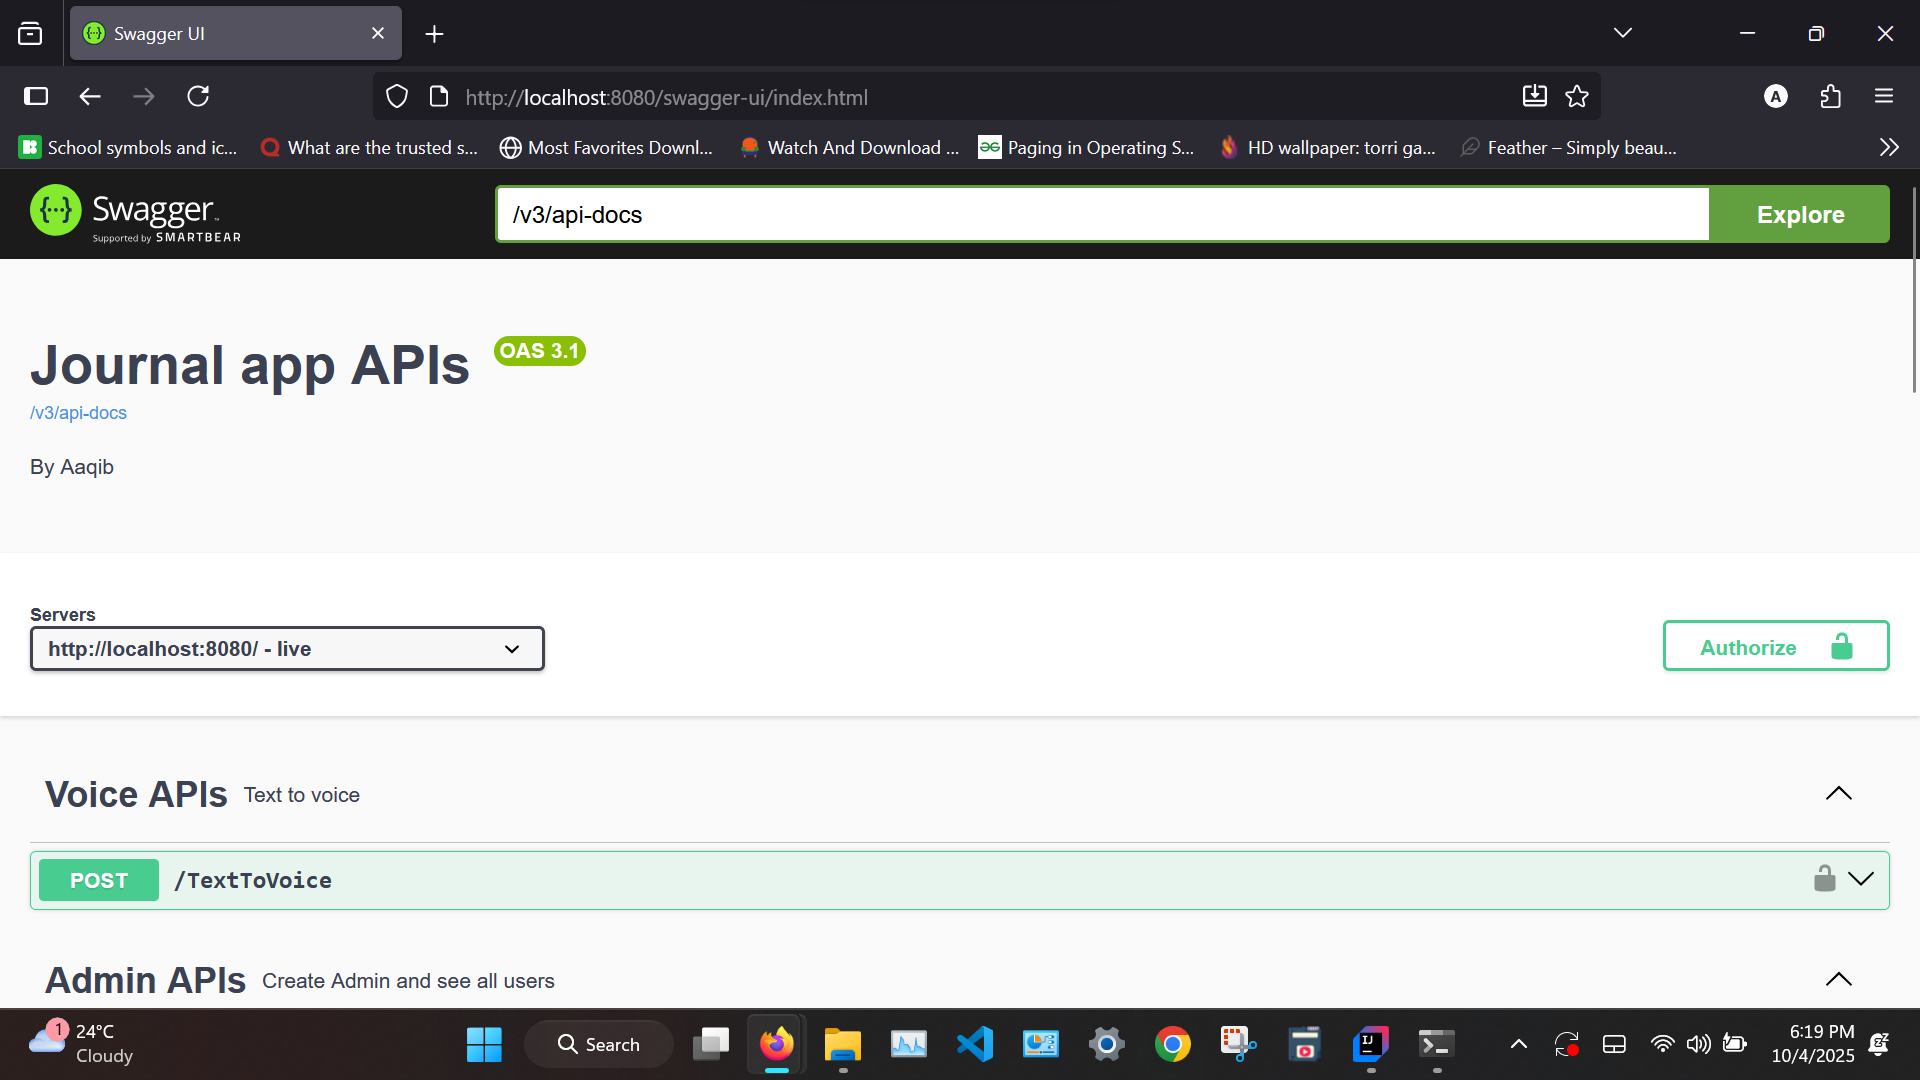 Swagger UI
http://localhost:8080/swagger-ui/index.html
A
School symbols and ic...
What are the trusted s...
Most Favorites Downl...
Watch And Download ...
Paging in Operating S...
HD wallpaper: torri ga...
Feather – Simply beau...
{···} Swagger™
Supported by SMARTBEAR
/v3/api-docs
Explore
Journal app APIs
OAS 3.1
/v3/api-docs
By Aaqib
Servers
http://localhost:8080/ - live
Authorize
Voice APIs Text to voice
POST /TextToVoice
Admin APIs Create Admin and see all users
1
24°C
Cloudy
Search
IJ
6:19 PM
10/4/2025